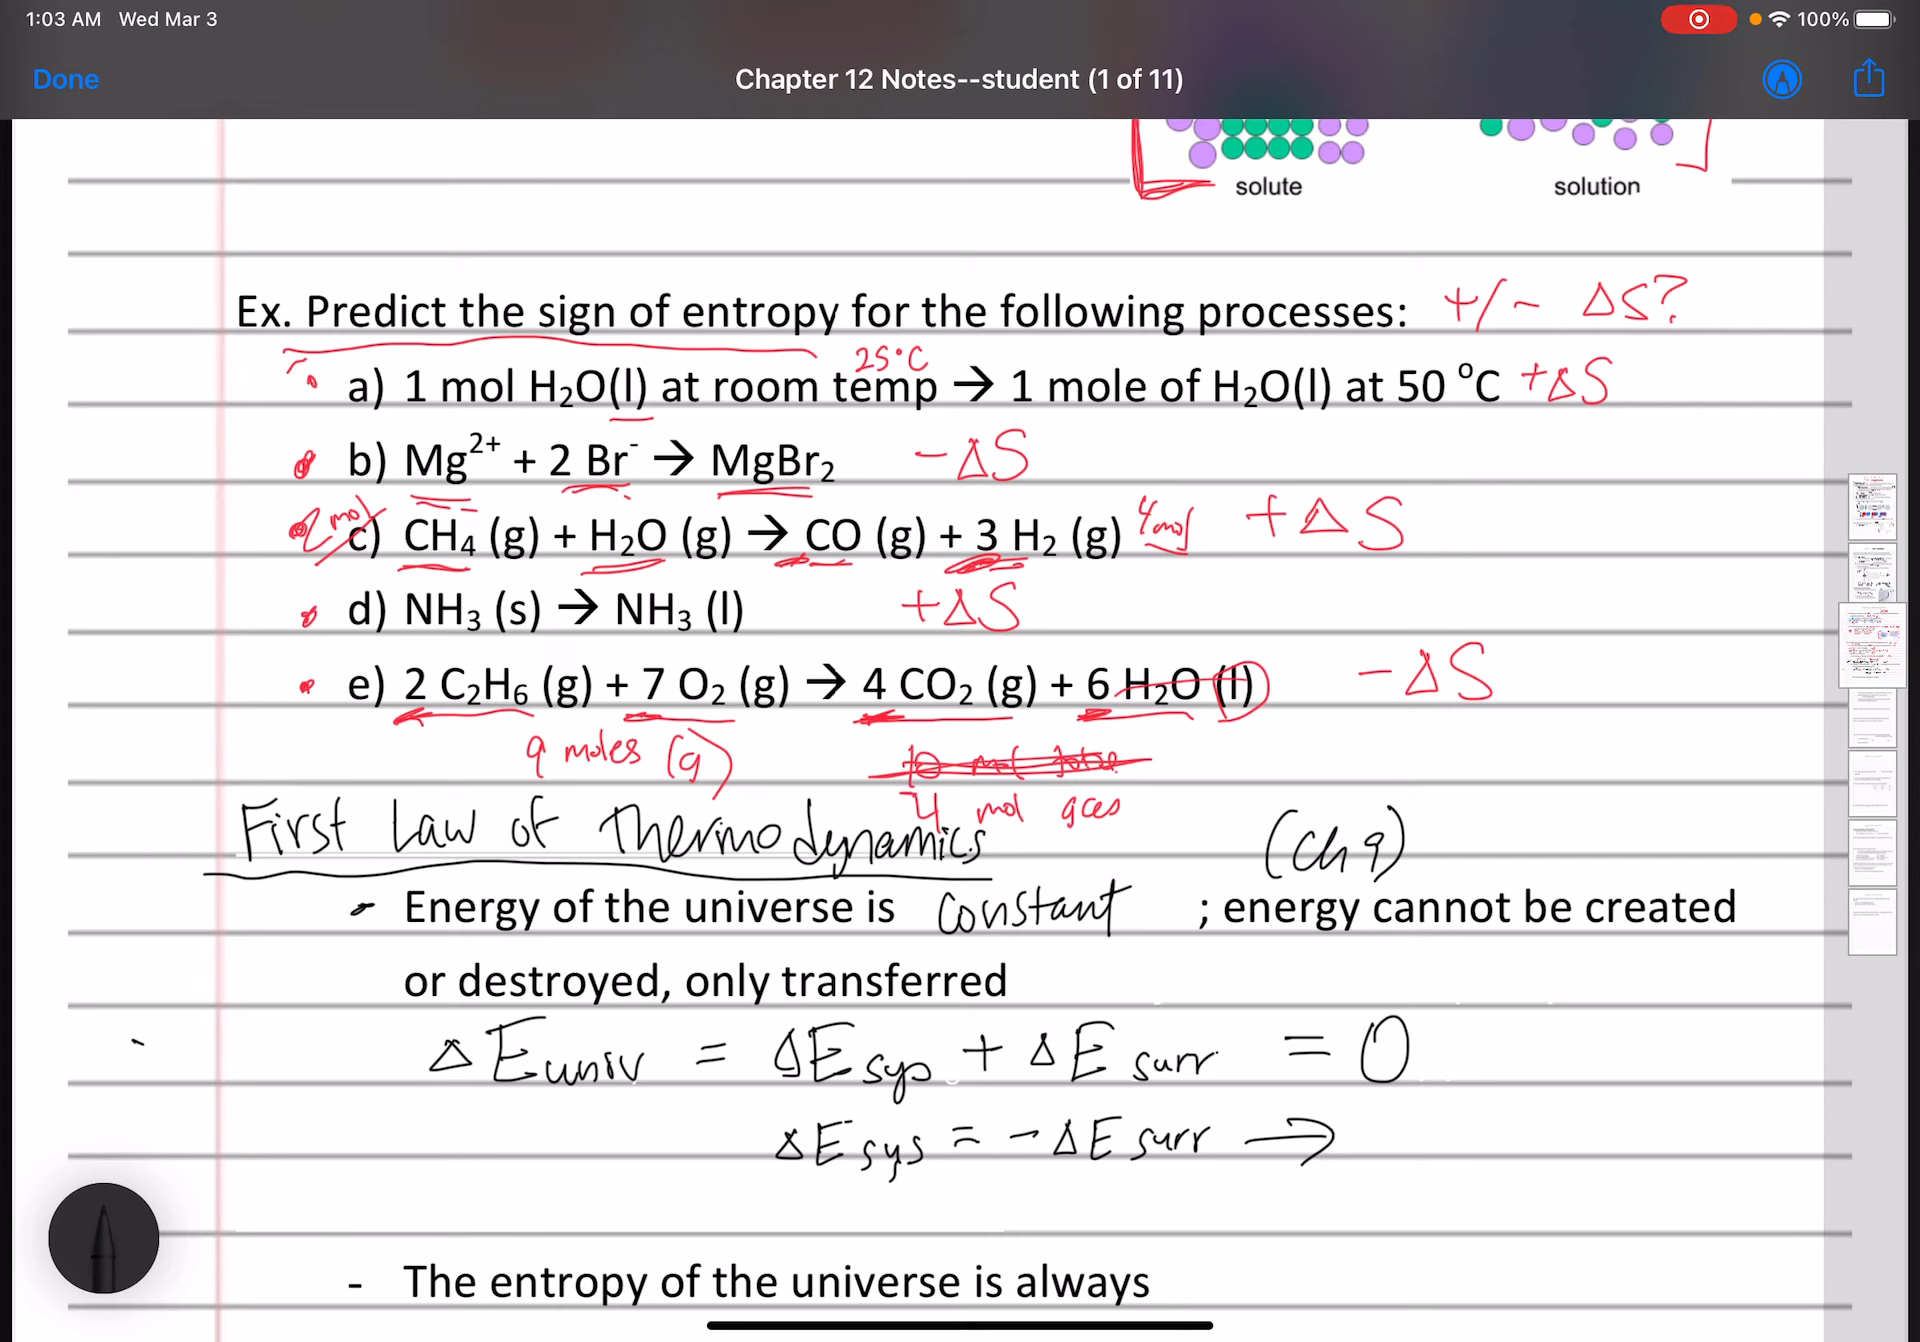 1:03 AM Wed Mar 3 100%
Done Chapter 12 Notes--student (1 of 11)
solute solution
Ex. Predict the sign of entropy for the following processes: +/- ΔS?
25°C
a) 1 mol H₂O(l) at room temp → 1 mole of H₂O(l) at 50 °C +ΔS
b) Mg²⁺ + 2 Br⁻ → MgBr₂ -ΔS
2 mol c) CH₄ (g) + H₂O (g) → CO (g) + 3 H₂ (g) 4 mol +ΔS
d) NH₃ (s) → NH₃ (l) +ΔS
e) 2 C₂H₆ (g) + 7 O₂ (g) → 4 CO₂ (g) + 6 H₂O (l) -ΔS
9 moles (g) 10 mol total
4 mol gas
First Law of Thermodynamics (Ch 9)
- Energy of the universe is constant ; energy cannot be created
or destroyed, only transferred
ΔEuniv = ΔEsys + ΔEsurr = 0
ΔEsys = -ΔEsurr →
- The entropy of the universe is always